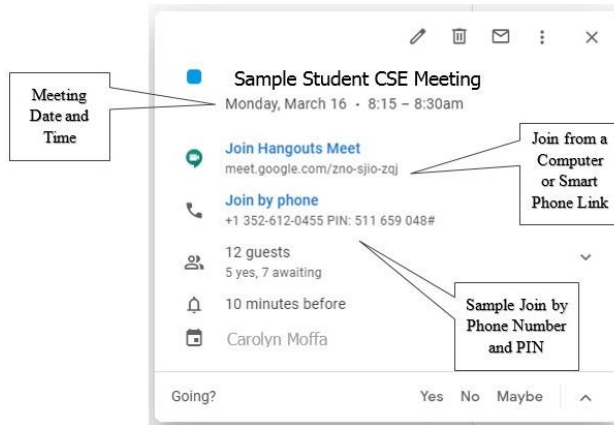 Sample Student CSE Meeting
Monday, March 16 • 8:15 – 8:30am
Meeting
Date and
Time
Join Hangouts Meet
meet.google.com/zno-sjio-zqj
Join from a
Computer
or Smart
Phone Link
Join by phone
+1 352-612-0455 PIN: 511 659 048#
12 guests
5 yes, 7 awaiting
10 minutes before
Sample Join by
Phone Number
and PIN
Carolyn Moffa
Going?
Yes No Maybe